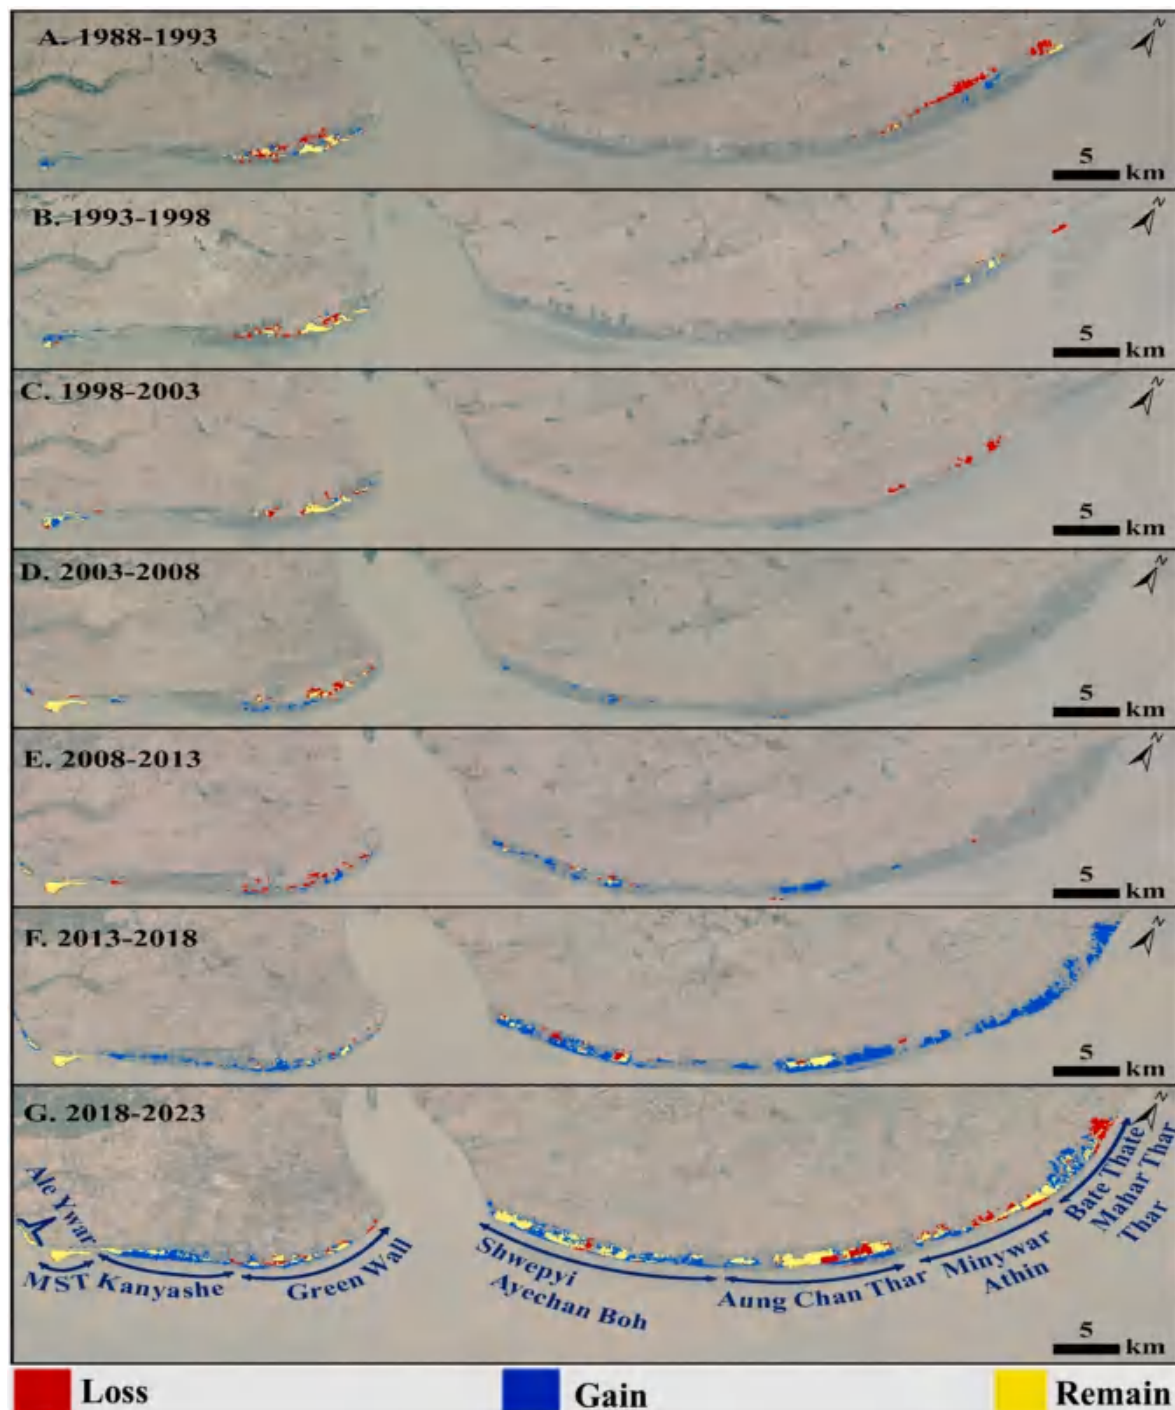 A. 1988-1993
N
5
km
B. 1993-1998
N
5
km
C. 1998-2003
N
5
km
D. 2003-2008
N
5
km
E. 2008-2013
N
5
km
F. 2013-2018
N
5
km
G. 2018-2023
N
Ale Ywar
MST
Kanyashe
Green Wall
Shwepyi
Ayechan Boh
Aung Chan Thar
Minywar
Athin
Bate Thate
Mahar Thar
Thar
5
km
Loss
Gain
Remain